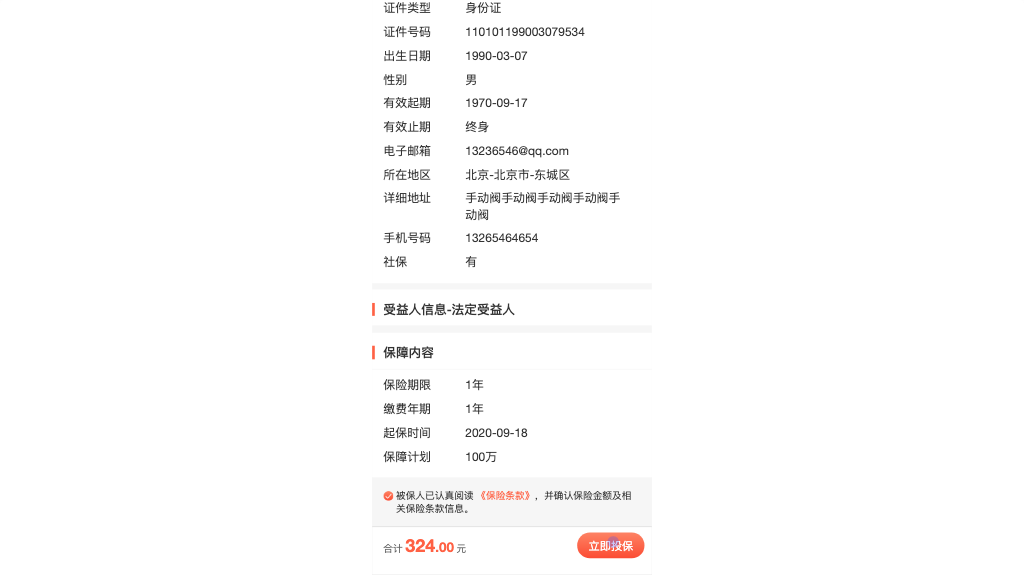 证件类型 身份证
证件号码 110101199003079534
出生日期 1990-03-07
性别 男
有效起期 1970-09-17
有效止期 终身
电子邮箱 13236546@qq.com
所在地区 北京-北京市-东城区
详细地址 手动阀手动阀手动阀手动阀手
动阀
手机号码 13265464654
社保 有
受益人信息-法定受益人
保障内容
保险期限 1年
缴费年期 1年
起保时间 2020-09-18
保障计划 100万
被保人已认真阅读《保险条款》，并确认保险金额及相
关保险条款信息。
合计 324.00 元 立即投保